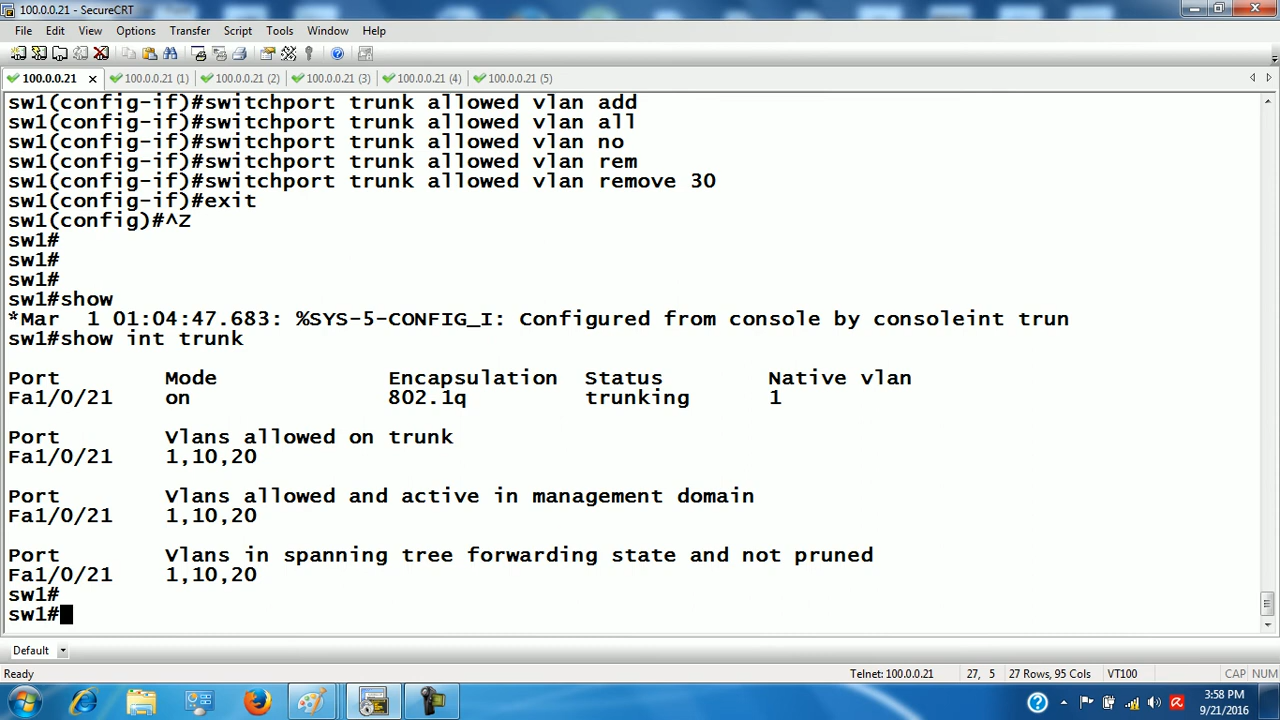 100.0.0.21 - SecureCRT
File Edit View Options Transfer Script Tools Window Help
100.0.0.21 100.0.0.21 (1) 100.0.0.21 (2) 100.0.0.21 (3) 100.0.0.21 (4) 100.0.0.21 (5)
sw1(config-if)#switchport trunk allowed vlan add
sw1(config-if)#switchport trunk allowed vlan all
sw1(config-if)#switchport trunk allowed vlan no
sw1(config-if)#switchport trunk allowed vlan rem
sw1(config-if)#switchport trunk allowed vlan remove 30
sw1(config-if)#exit
sw1(config)#^Z
sw1#
sw1#
sw1#
sw1#show
*Mar  1 01:04:47.683: %SYS-5-CONFIG_I: Configured from console by consoleint trun
sw1#show int trunk
Port Mode Encapsulation Status Native vlan
Fa1/0/21 on 802.1q trunking 1
Port Vlans allowed on trunk
Fa1/0/21 1,10,20
Port Vlans allowed and active in management domain
Fa1/0/21 1,10,20
Port Vlans in spanning tree forwarding state and not pruned
Fa1/0/21 1,10,20
sw1#
sw1#
Default
Ready Telnet: 100.0.0.21 27, 5 27 Rows, 95 Cols VT100 CAP NUM
3:58 PM
9/21/2016